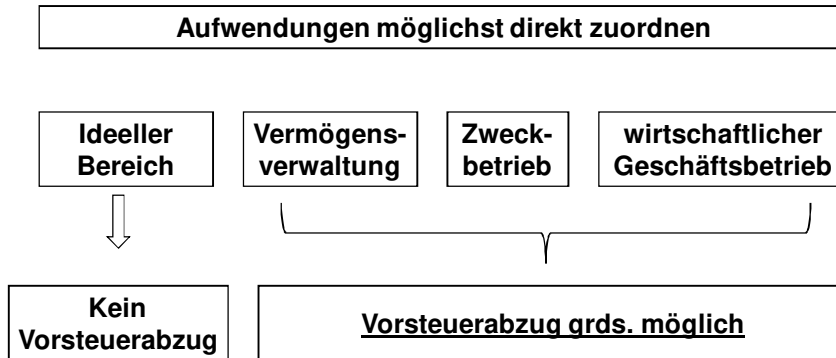 Aufwendungen möglichst direkt zuordnen
Ideeller
Bereich
Vermögens-
verwaltung
Zweck-
betrieb
wirtschaftlicher
Geschäftsbetrieb
Kein
Vorsteuerabzug
Vorsteuerabzug grds. möglich